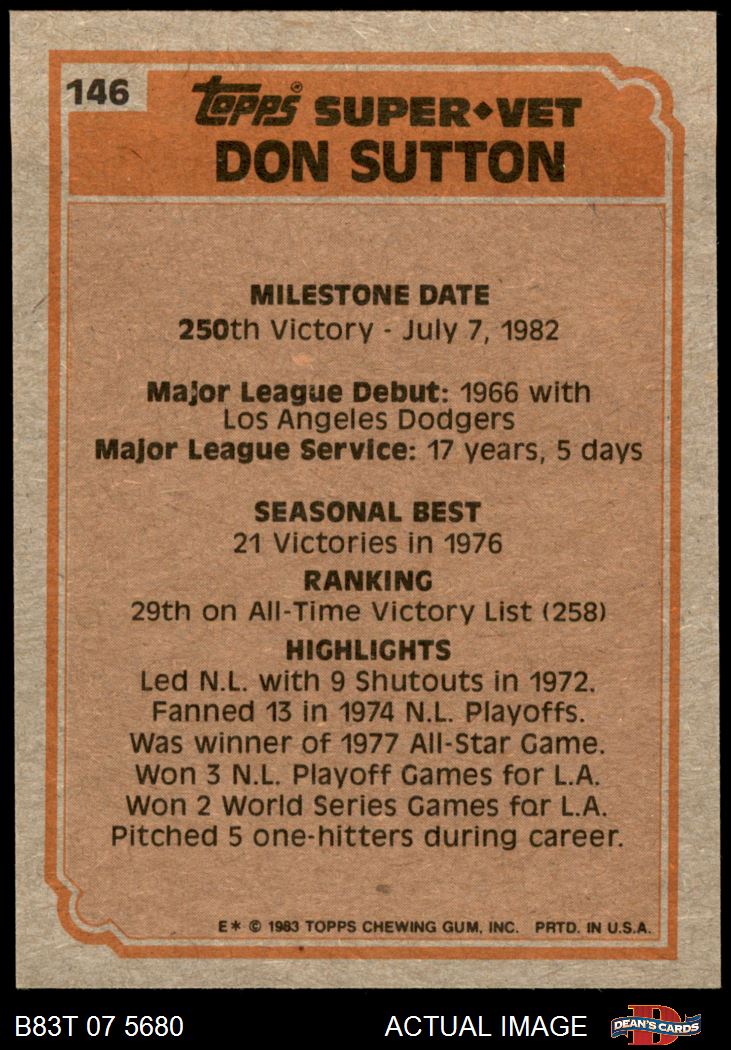 146
Topps® SUPER◆VET
DON SUTTON
MILESTONE DATE
250th Victory - July 7, 1982
Major League Debut: 1966 with
Los Angeles Dodgers
Major League Service: 17 years, 5 days
SEASONAL BEST
21 Victories in 1976
RANKING
29th on All-Time Victory List (258)
HIGHLIGHTS
Led N.L. with 9 Shutouts in 1972.
Fanned 13 in 1974 N.L. Playoffs.
Was winner of 1977 All-Star Game.
Won 3 N.L. Playoff Games for L.A.
Won 2 World Series Games for L.A.
Pitched 5 one-hitters during career.
E* © 1983 TOPPS CHEWING GUM, INC. PRTD. IN U.S.A.
B83T 07 5680 ACTUAL IMAGE D DEAN'S CARDS